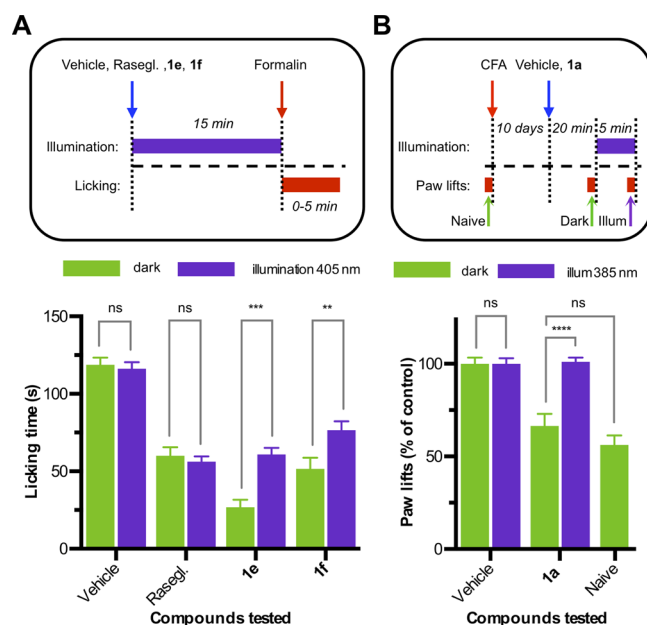 A
Vehicle, Rasegl. ,1e, 1f
Formalin
15 min
Illumination:
Licking:
0-5 min
dark
illumination 405 nm
ns
ns
***
**
150
100
50
0
Licking time (s)
Vehicle
Rasegl.
1e
1f
Compounds tested
B
CFA
Vehicle, 1a
10 days
20 min
5 min
Illumination:
Paw lifts:
Naive
Dark
Illum
dark
illum 385 nm
ns
ns
****
100
50
0
Paw lifts (% of control)
Vehicle
1a
Naive
Compounds tested